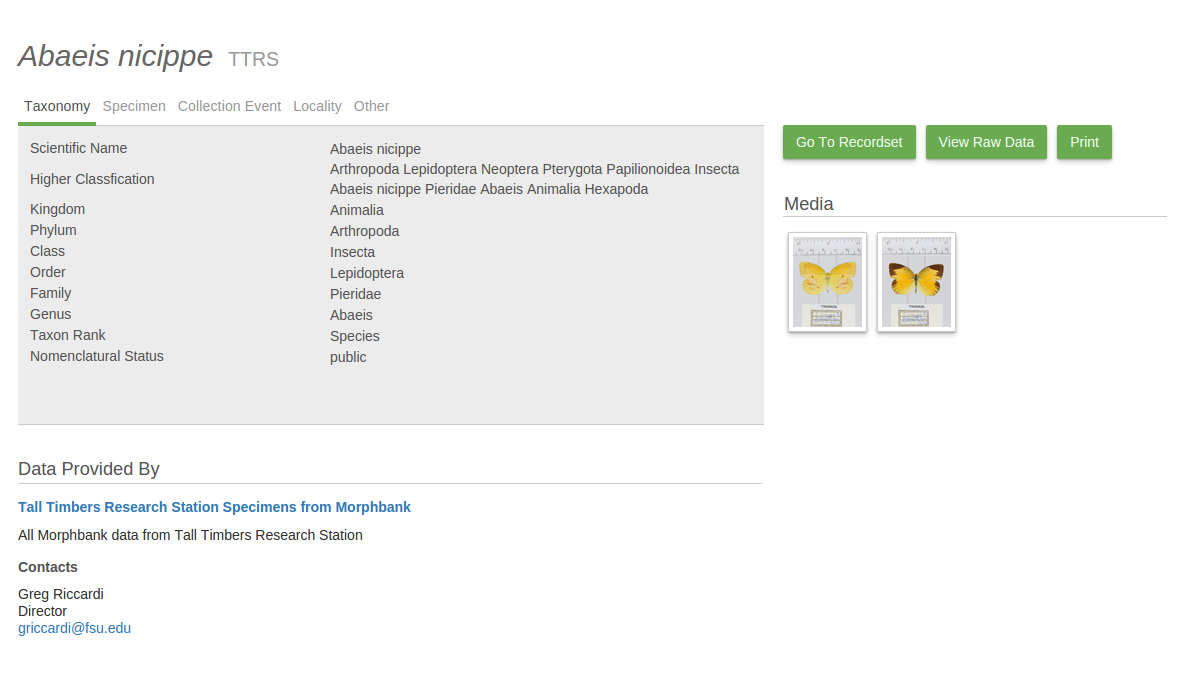 Abaeis nicippe TTRS
Taxonomy Specimen Collection Event Locality Other
Scientific Name Abaeis nicippe
Higher Classfication Arthropoda Lepidoptera Neoptera Pterygota Papilionoidea Insecta
Abaeis nicippe Pieridae Abaeis Animalia Hexapoda
Kingdom Animalia
Phylum Arthropoda
Class Insecta
Order Lepidoptera
Family Pieridae
Genus Abaeis
Taxon Rank Species
Nomenclatural Status public
Go To Recordset View Raw Data Print
Media
Data Provided By
Tall Timbers Research Station Specimens from Morphbank
All Morphbank data from Tall Timbers Research Station
Contacts
Greg Riccardi
Director
griccardi@fsu.edu